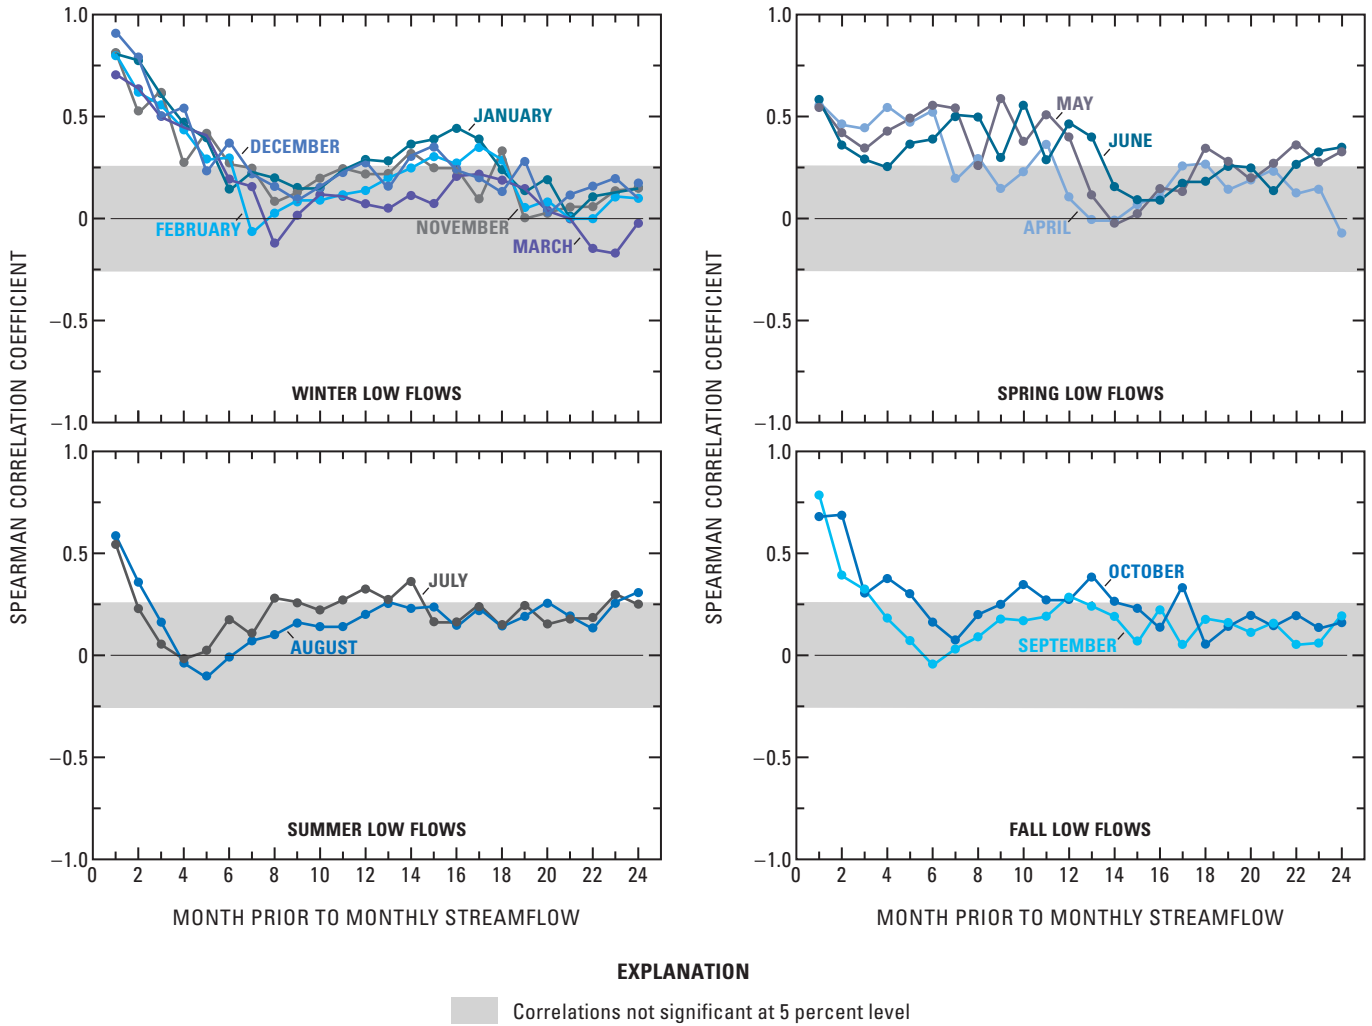 SPEARMAN CORRELATION COEFFICIENT
1.0
0.5
0
−0.5
−1.0
DECEMBER
JANUARY
FEBRUARY
NOVEMBER
MARCH
WINTER LOW FLOWS
SPEARMAN CORRELATION COEFFICIENT
1.0
0.5
0
−0.5
−1.0
MAY
JUNE
APRIL
SPRING LOW FLOWS
1.0
0.5
0
−0.5
−1.0
JULY
AUGUST
SUMMER LOW FLOWS
0 2 4 6 8 10 12 14 16 18 20 22 24
MONTH PRIOR TO MONTHLY STREAMFLOW
1.0
0.5
0
−0.5
−1.0
OCTOBER
SEPTEMBER
FALL LOW FLOWS
0 2 4 6 8 10 12 14 16 18 20 22 24
MONTH PRIOR TO MONTHLY STREAMFLOW
EXPLANATION
Correlations not significant at 5 percent level